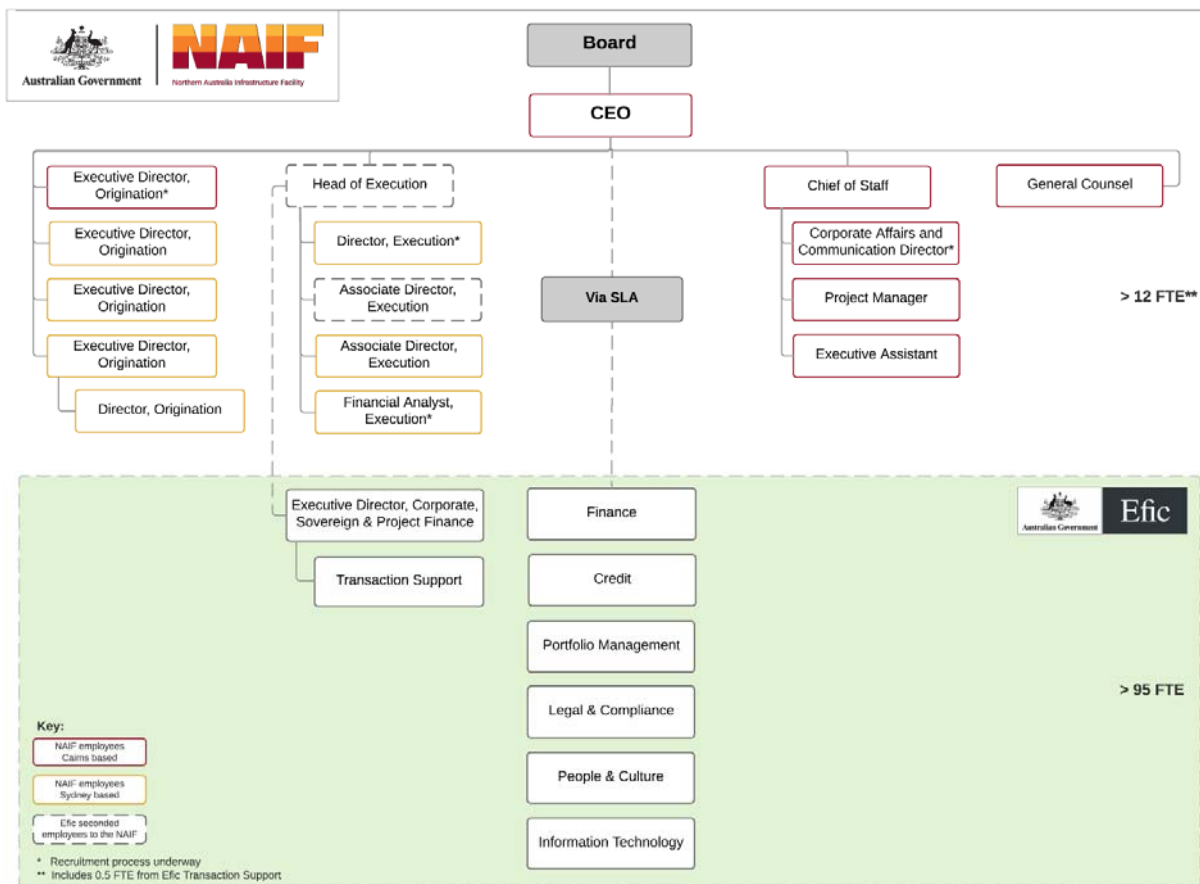 Australian Government
NAIF
Northern Australia Infrastructure Facility
Board
CEO
Executive Director,
Origination*
Executive Director,
Origination
Executive Director,
Origination
Executive Director,
Origination
Director, Origination
Head of Execution
Director, Execution*
Associate Director,
Execution
Associate Director,
Execution
Financial Analyst,
Execution*
Via SLA
Chief of Staff
Corporate Affairs and
Communication Director*
Project Manager
Executive Assistant
General Counsel
> 12 FTE**
Executive Director, Corporate,
Sovereign & Project Finance
Transaction Support
Finance
Credit
Portfolio Management
Legal & Compliance
People & Culture
Information Technology
Australian Government
Efic
> 95 FTE
Key:
NAIF employees
Cairns based
NAIF employees
Sydney based
Efic seconded
employees to the NAIF
* Recruitment process underway
** Includes 0.5 FTE from Efic Transaction Support